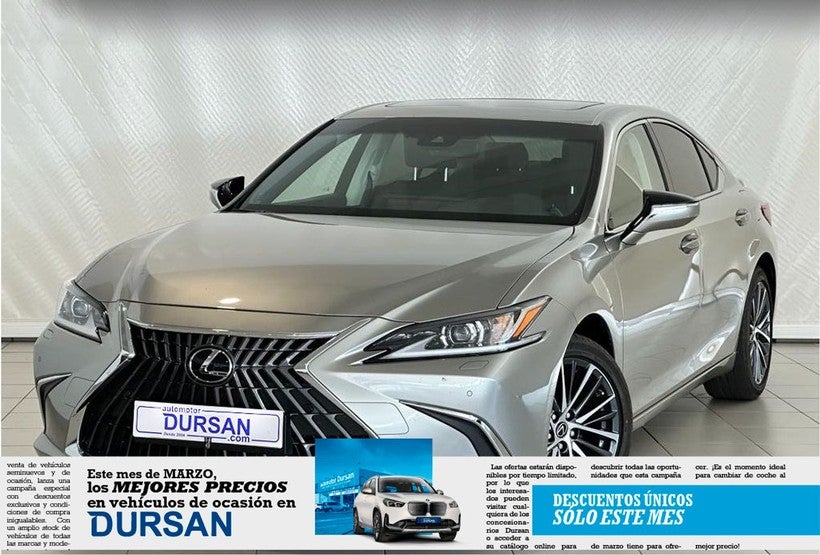 automotor
DURSAN
.com
Desde 2006
venta de vehículos
seminuevos y de
ocasión, lanza una
campaña especial
con descuentos
exclusivos y condi-
ciones de compra
inigualables. Con
un amplio stock de
vehículos de todas
las marcas y mode-
Este mes de MARZO,
los MEJORES PRECIOS
en vehículos de ocasión en
DURSAN
automotor Dursan
Las ofertas estarán dispo-
nibles por tiempo limitado,
por lo que
los interesa-
dos pueden
visitar cual-
quiera de los
concesiona-
rios Dursan
o acceder a
su catálogo online para
descubrir todas las oportu-
nidades que esta campaña
de marzo tiene para ofre-
cer. ¡Es el momento ideal
para cambiar de coche al
mejor precio!
DESCUENTOS ÚNICOS
SOLO ESTE MES